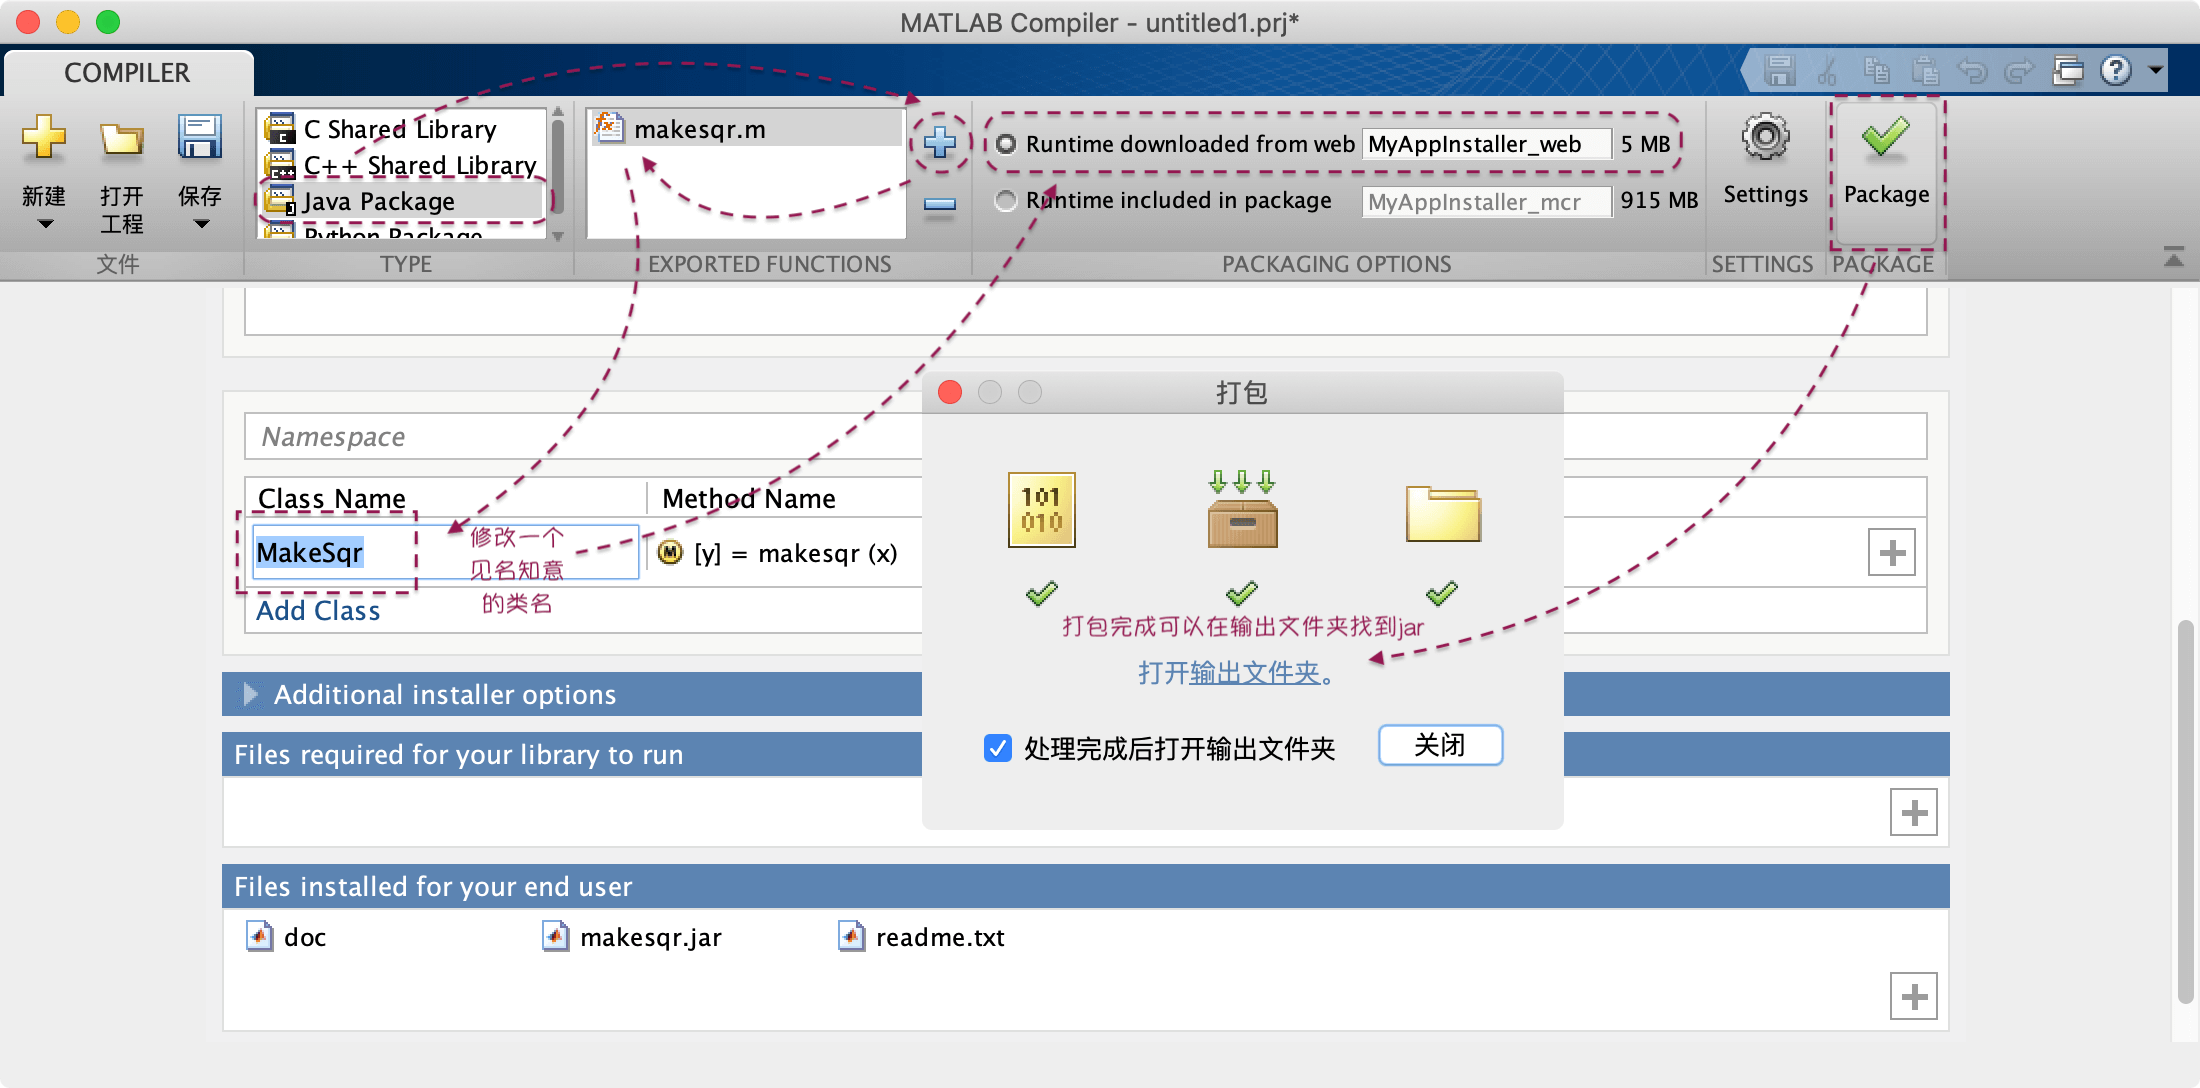 MATLAB Compiler - untitled1.prj*
COMPILER
新建
打开
工程
保存
文件
C Shared Library
C++ Shared Library
Java Package
Python Package
TYPE
makesqr.m
EXPORTED FUNCTIONS
Runtime downloaded from web MyAppInstaller_web 5 MB
Runtime included in package MyAppInstaller_mcr 915 MB
PACKAGING OPTIONS
Settings
SETTINGS
Package
PACKAGE
Namespace
Class Name Method Name
MakeSqr
修改一个
见名知意
的类名
[y] = makesqr (x)
Add Class
打包
101
010
打包完成可以在输出文件夹找到jar
打开输出文件夹。
处理完成后打开输出文件夹 关闭
Additional installer options
Files required for your library to run
Files installed for your end user
doc makesqr.jar readme.txt